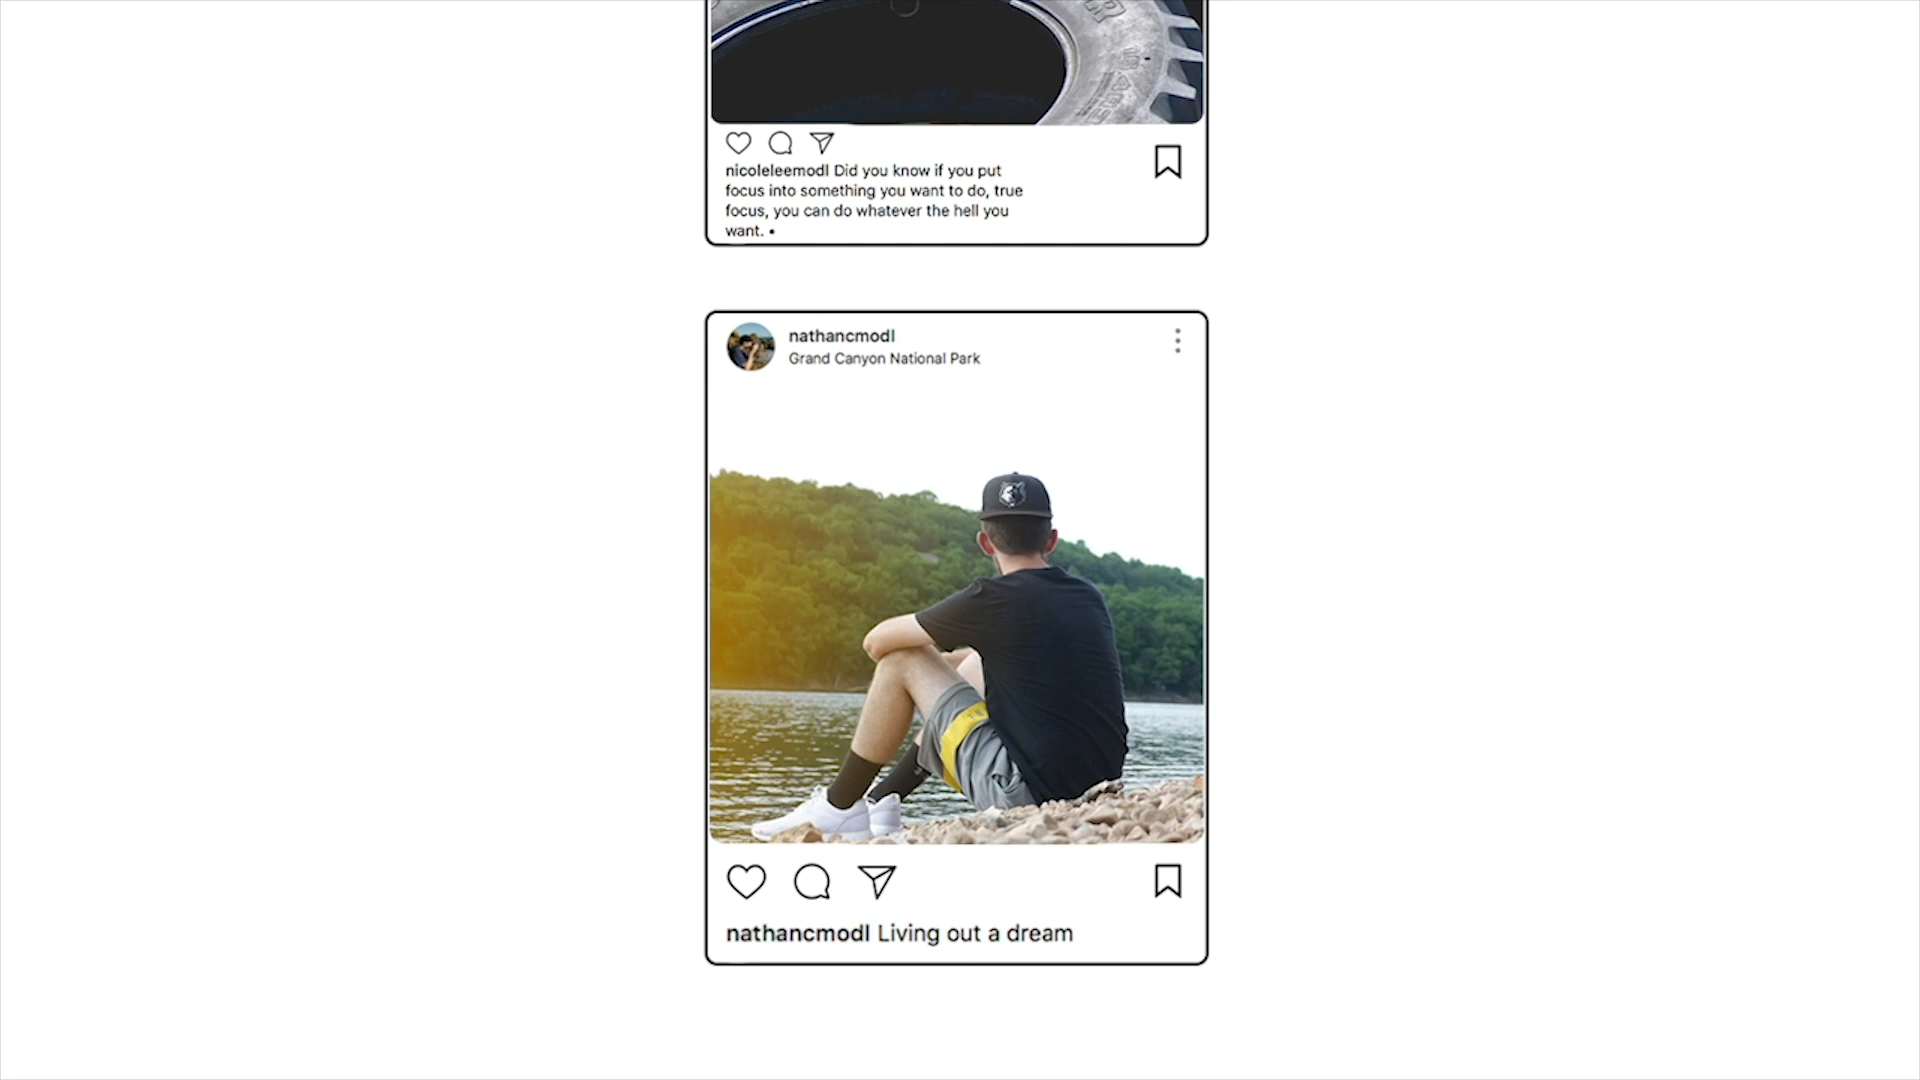 nicoleleemodl Did you know if you put
focus into something you want to do, true
focus, you can do whatever the hell you
want. •
nathancmodl
Grand Canyon National Park
nathancmodl Living out a dream